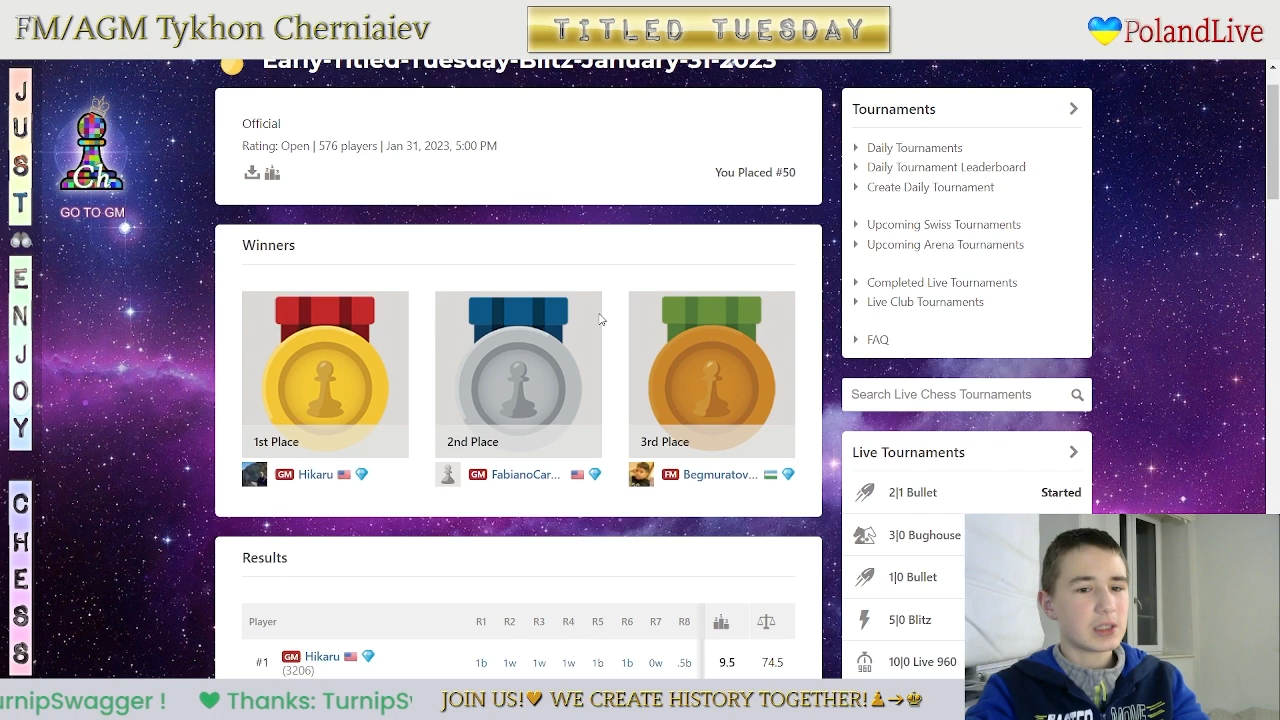 FM/AGM Tykhon Cherniaiev
TITLED TUESDAY
PolandLive
JUST
ENJOY
CHESS
Ch
GO TO GM
Early-Titled-Tuesday-Blitz-January-31-2023
Official
Rating: Open | 576 players | Jan 31, 2023, 5:00 PM
You Placed #50
Winners
1st Place
2nd Place
3rd Place
GM Hikaru
GM FabianoCar...
FM Begmuratov...
Results
Player R1 R2 R3 R4 R5 R6 R7 R8
#1 GM Hikaru 1b 1w 1w 1w 1b 1b 0w .5b 9.5 74.5
(3206)
Tournaments
Daily Tournaments
Daily Tournament Leaderboard
Create Daily Tournament
Upcoming Swiss Tournaments
Upcoming Arena Tournaments
Completed Live Tournaments
Live Club Tournaments
FAQ
Search Live Chess Tournaments
Live Tournaments
2|1 Bullet Started
3|0 Bughouse
1|0 Bullet
5|0 Blitz
960 10|0 Live 960
urnipSwagger ! Thanks: TurnipSw
JOIN US! WE CREATE HISTORY TOGETHER!